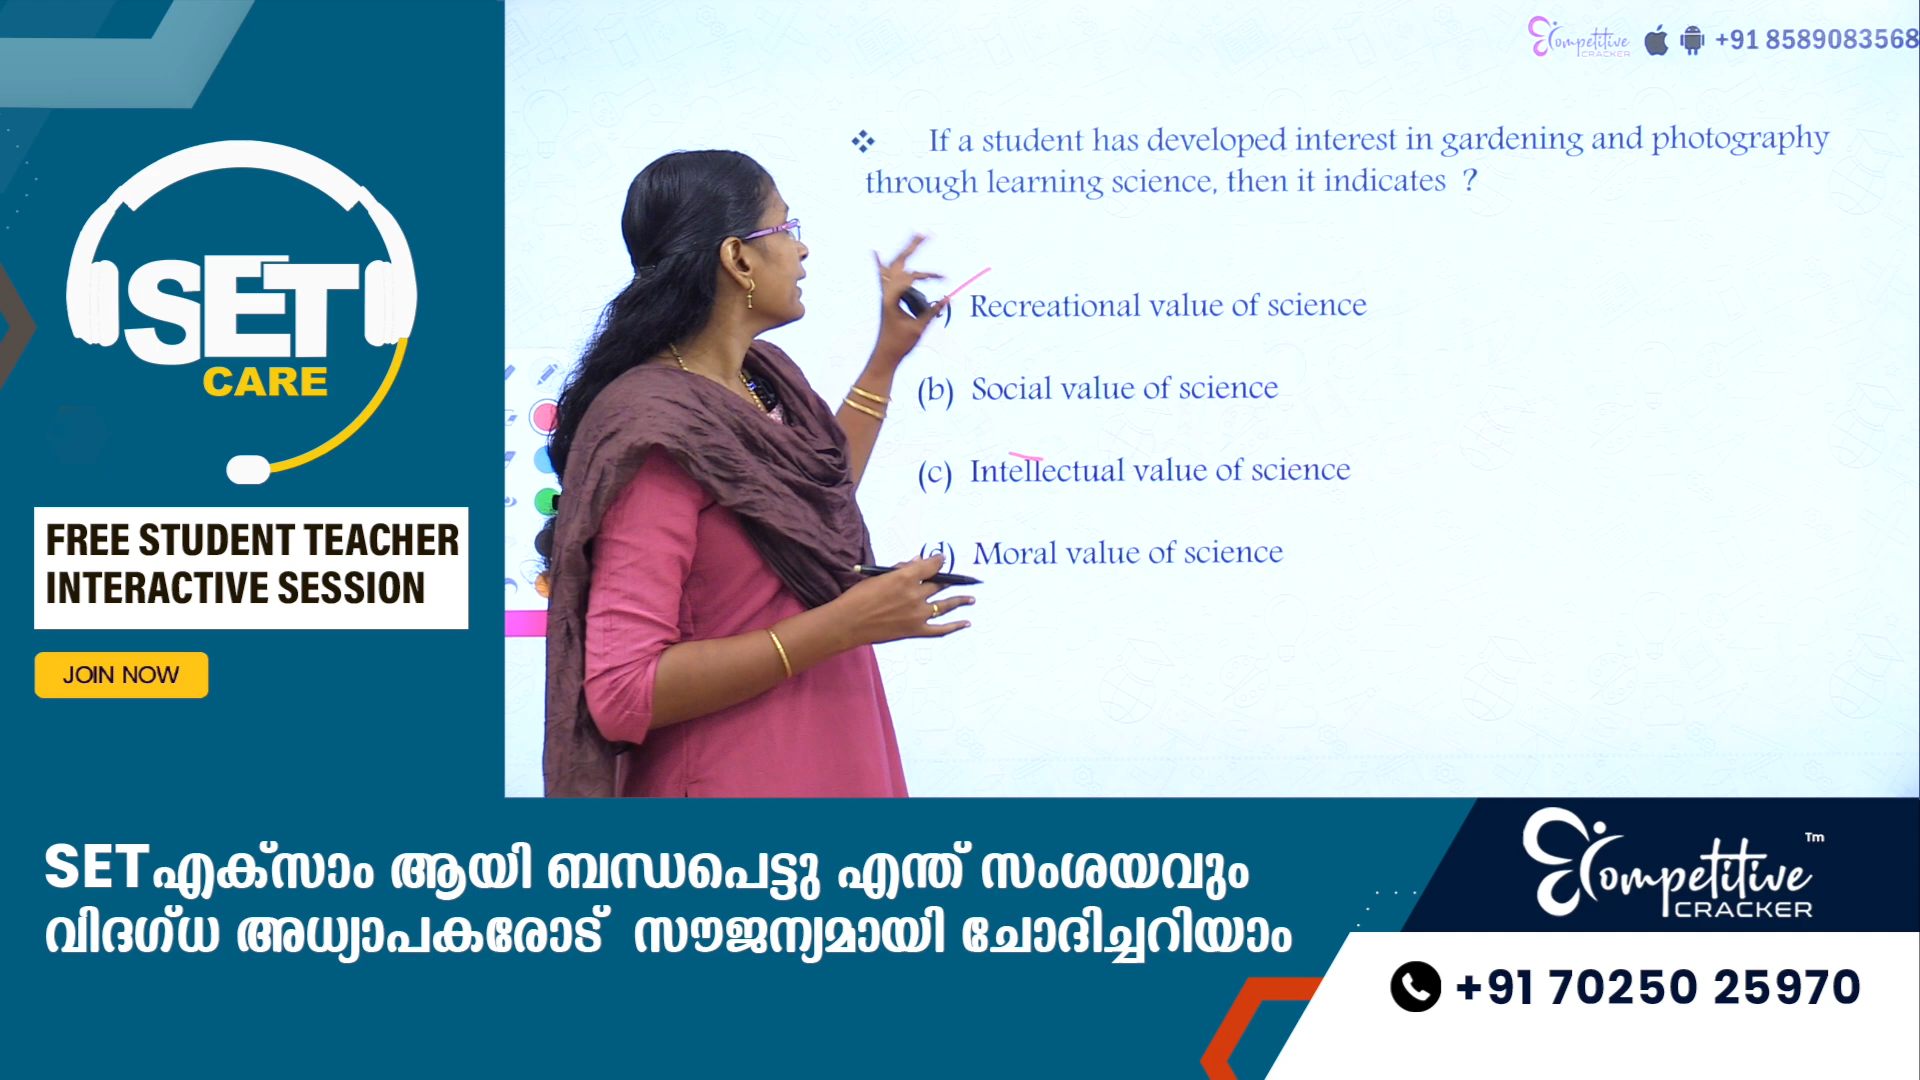 Competitive
CRACKER
+91 8589083568
If a student has developed interest in gardening and photography
through learning science, then it indicates ?
Recreational value of science
(b) Social value of science
(c) Intellectual value of science
(d) Moral value of science
SET
CARE
FREE STUDENT TEACHER
INTERACTIVE SESSION
JOIN NOW
SET എക്സാം ആയി ബന്ധപെട്ടു എന്ത് സംശയവും
വിദഗ്ധ അധ്യാപകരോട് സൗജന്യമായി ചോദിച്ചറിയാം
Competitive
CRACKER
TM
+91 70250 25970